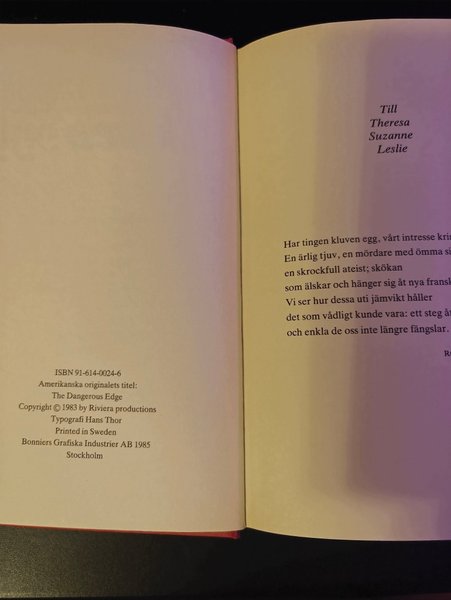 ISBN 91-614-0024-6
Amerikanska originalets titel:
The Dangerous Edge
Copyright © 1983 by Riviera productions
Typografi Hans Thor
Printed in Sweden
Bonniers Grafiska Industrier AB 1985
Stockholm
Till
Theresa
Suzanne
Leslie
Har tingen kluven egg, vårt intresse
En ärlig tjuv, en mördare med ömma
en skrockfull ateist; skökan
som älskar och hänger sig åt nya
Vi ser hur dessa uti jämvikt håller
det som vådligt kunde vara: ett steg
och enkla de oss inte längre fängslar.